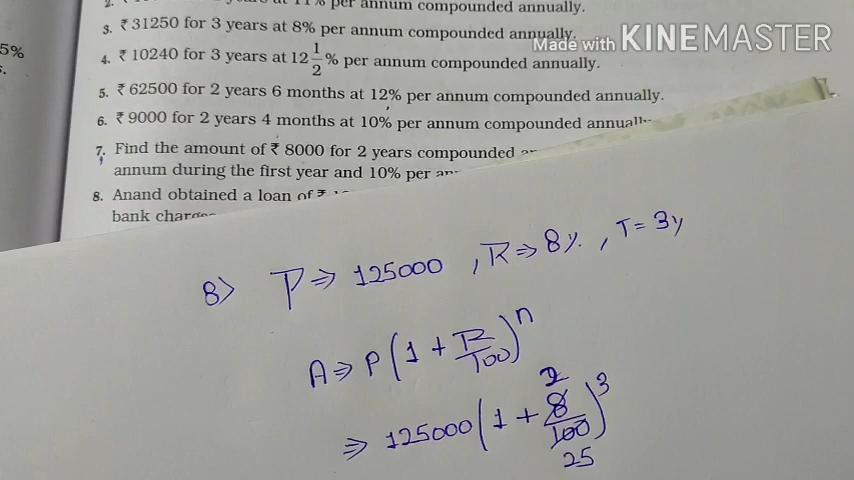 11% per annum compounded annually.
3. ₹ 31250 for 3 years at 8% per annum compounded annually.
Made with KINEMASTER
5%
4. ₹ 10240 for 3 years at 12 1/2 % per annum compounded annually.
5. ₹ 62500 for 2 years 6 months at 12% per annum compounded annually.
6. ₹ 9000 for 2 years 4 months at 10% per annum compounded annually
7. Find the amount of ₹ 8000 for 2 years compounded
annum during the first year and 10% per
8. Anand obtained a loan of ₹
bank
8> P ⇒ 125000 , R ⇒ 8% , T = 3y
A ⇒ P(1 + R/100)^n
⇒ 125000(1 + 8/100)^3
2
25